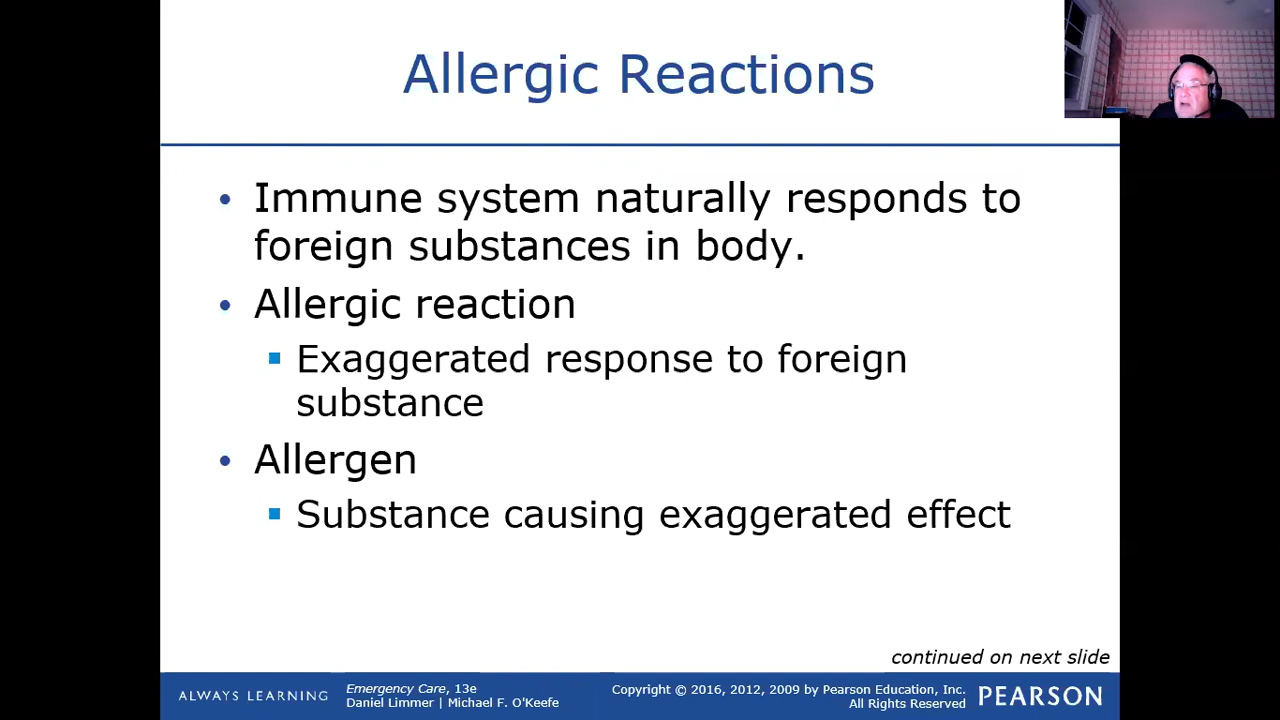 Allergic Reactions
• Immune system naturally responds to
foreign substances in body.
• Allergic reaction
▪ Exaggerated response to foreign
substance
• Allergen
▪ Substance causing exaggerated effect
continued on next slide
ALWAYS LEARNING
Emergency Care, 13e
Daniel Limmer | Michael F. O'Keefe
Copyright © 2016, 2012, 2009 by Pearson Education, Inc.
All Rights Reserved
PEARSON